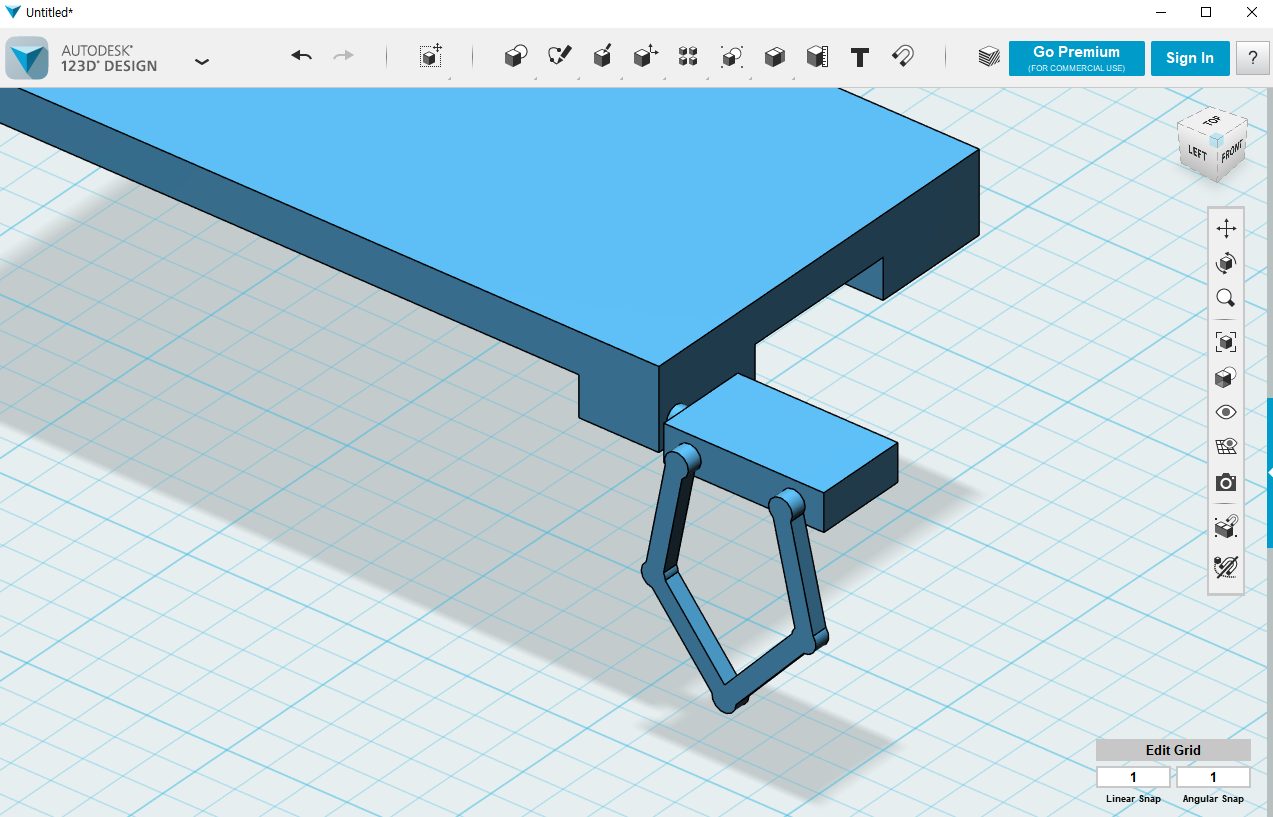 Untitled*
AUTODESK®
123D® DESIGN
Go Premium
(FOR COMMERCIAL USE)
Sign In
?
TOP
LEFT
FRONT
Edit Grid
1
1
Linear Snap
Angular Snap